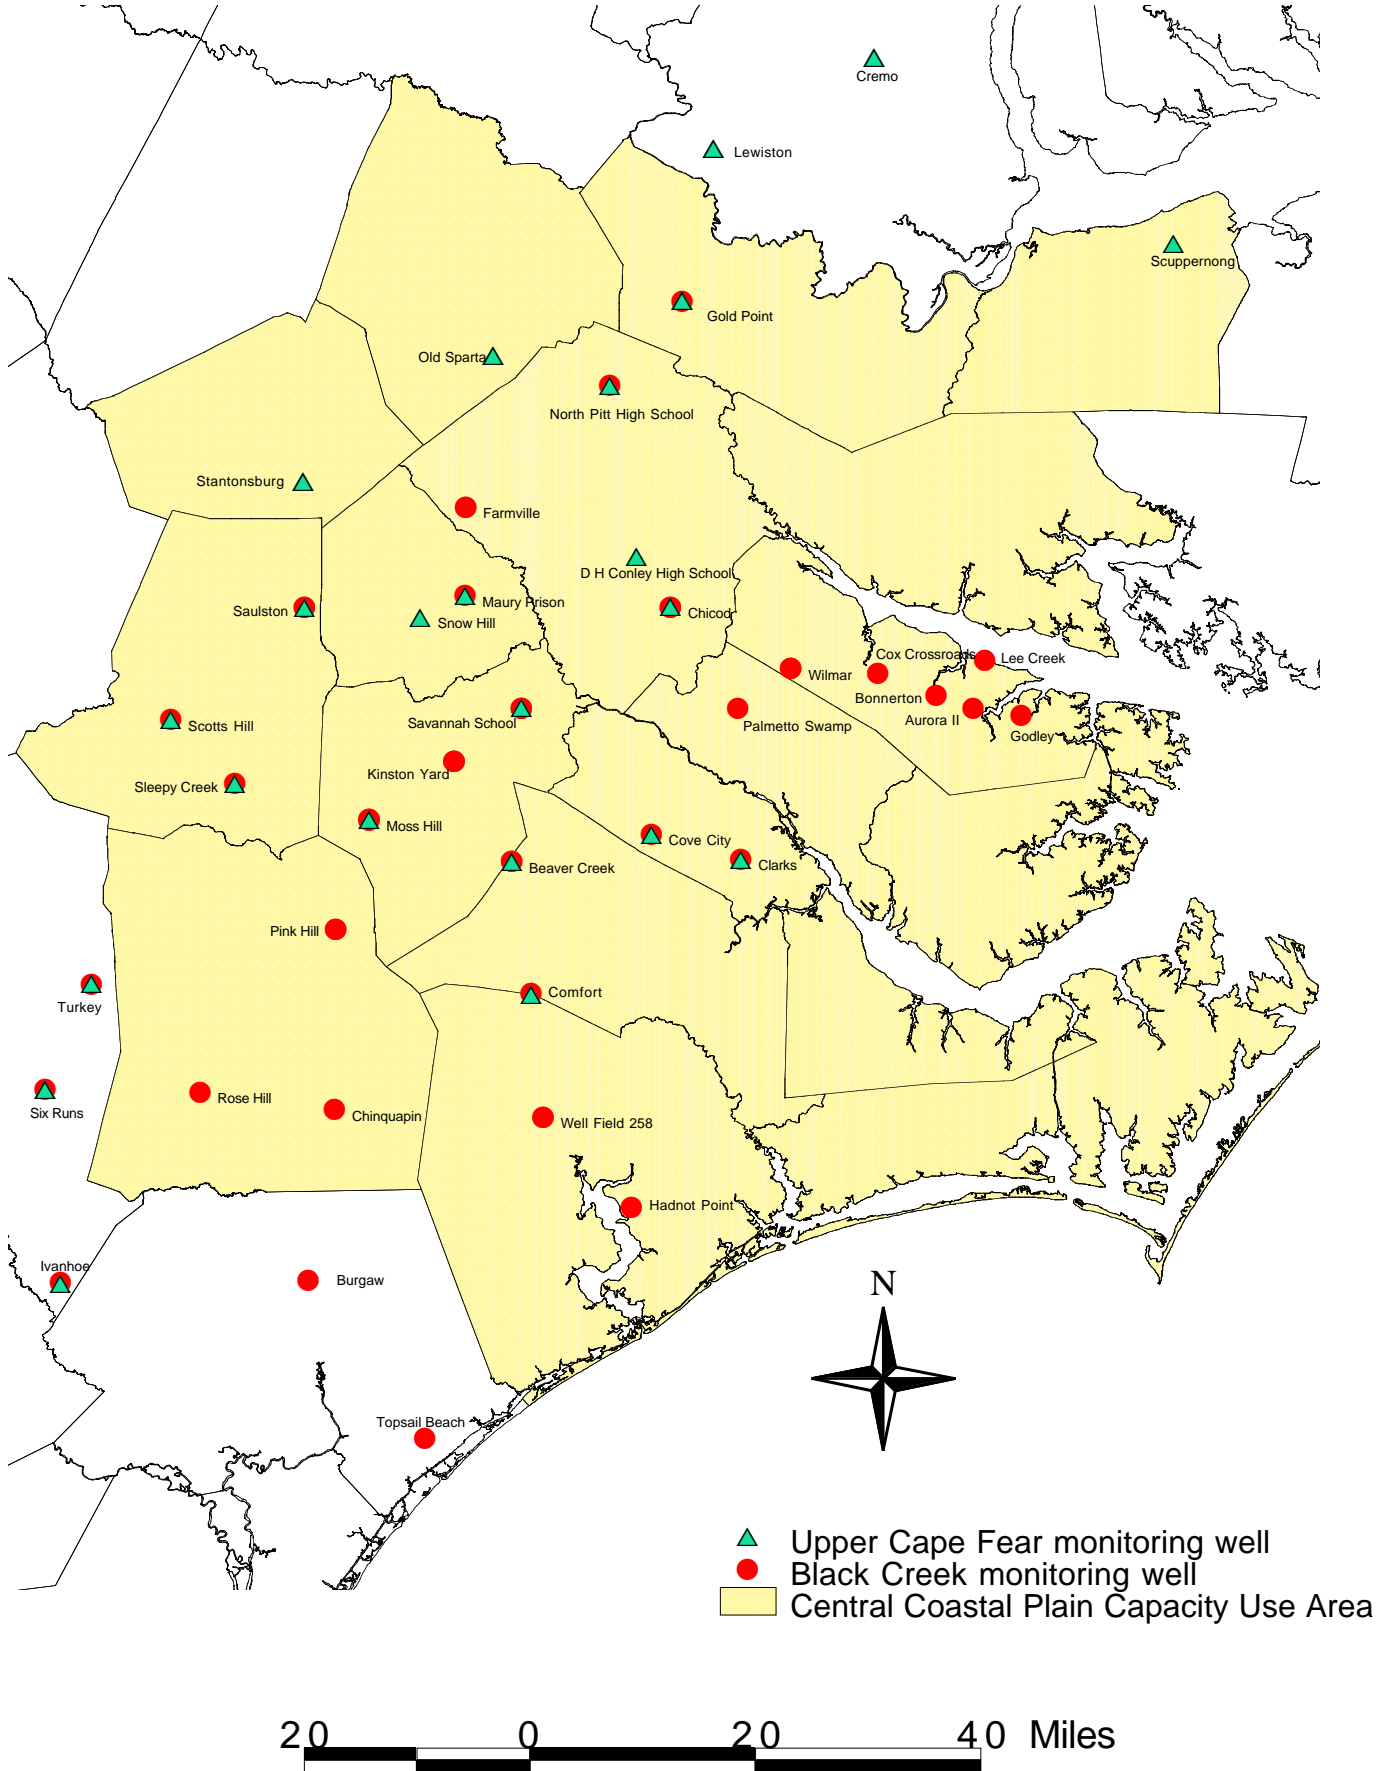 Cremo
Lewiston
Scuppernong
Gold Point
Old Sparta
North Pitt High School
Stantonsburg
Farmville
D H Conley High School
Maury Prison
Saulston
Chicod
Snow Hill
Cox Crossroads
Lee Creek
Wilmar
Bonnerton
Aurora II
Savannah School
Scotts Hill
Palmetto Swamp
Godley
Kinston Yard
Sleepy Creek
Moss Hill
Cove City
Clarks
Beaver Creek
Pink Hill
Comfort
Turkey
Rose Hill
Six Runs
Chinquapin
Well Field 258
Hadnot Point
Ivanhoe
Burgaw
N
Topsail Beach
Upper Cape Fear monitoring well
Black Creek monitoring well
Central Coastal Plain Capacity Use Area
20 0 20 40 Miles